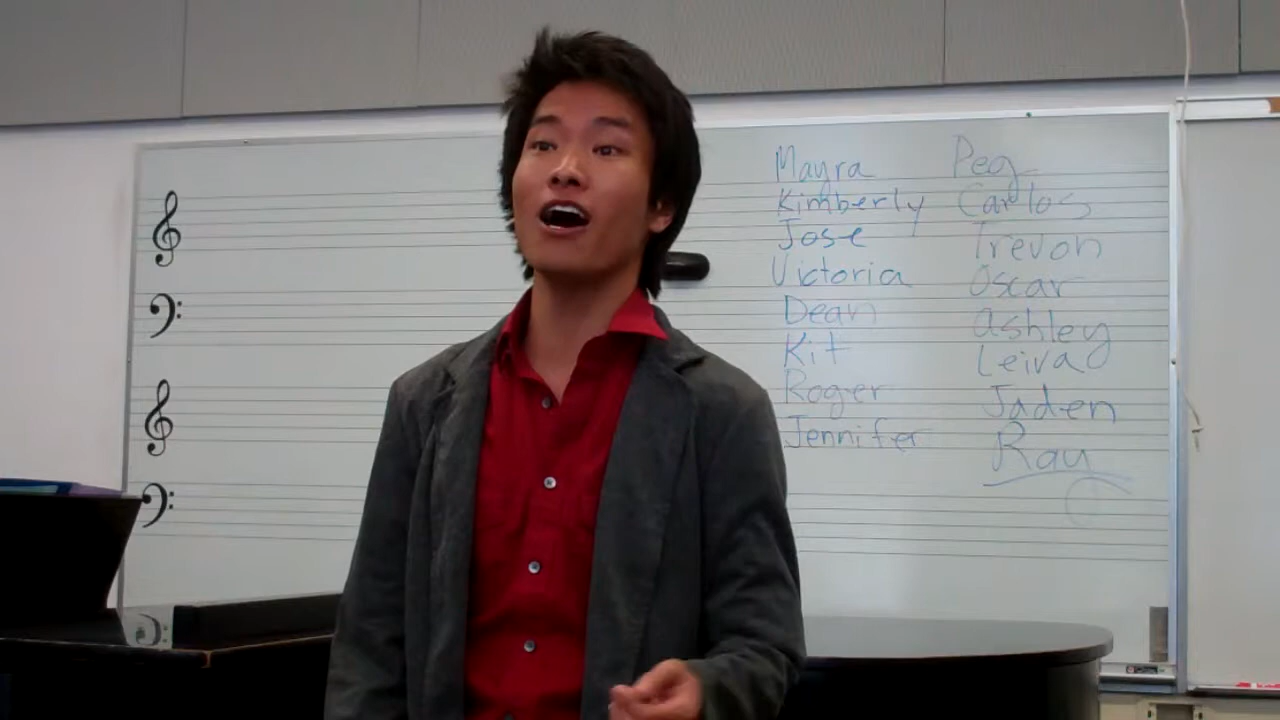 Mayra
Kimberly
Jose
Victoria
Dean
Kit
Roger
Jennifer
Peg
Carlos
Trevon
Oscar
Ashley
Leiva
Jaden
Rau